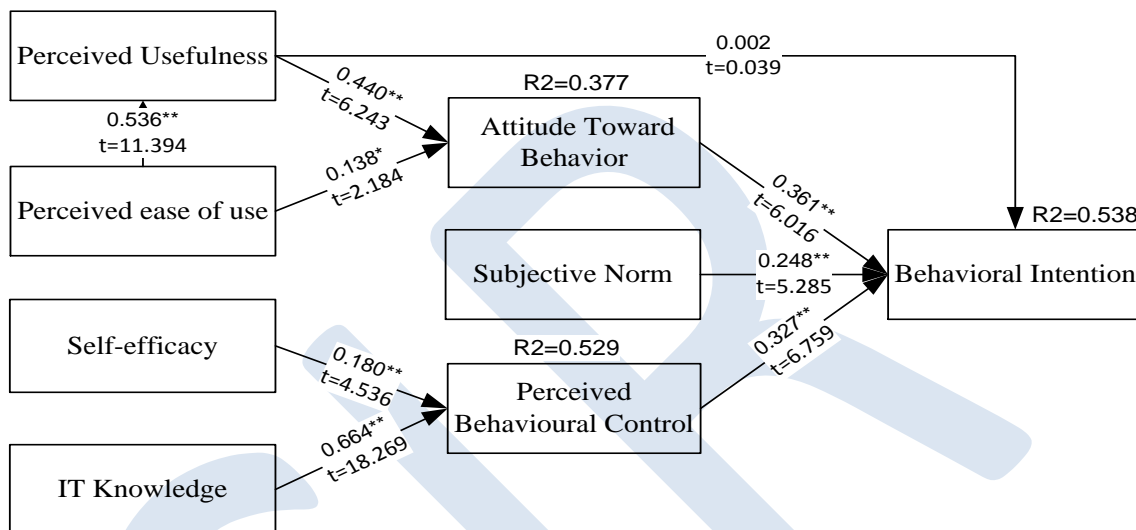 Perceived Usefulness
0.002
t=0.039
0.440**
t=6.243
R2=0.377
0.536**
t=11.394
Attitude Toward
Behavior
0.138*
t=2.184
Perceived ease of use
0.361**
t=6.016
R2=0.538
Subjective Norm
0.248**
t=5.285
Behavioral Intention
Self-efficacy
0.180**
t=4.536
R2=0.529
0.327**
t=6.759
Perceived
Behavioural Control
0.664**
t=18.269
IT Knowledge